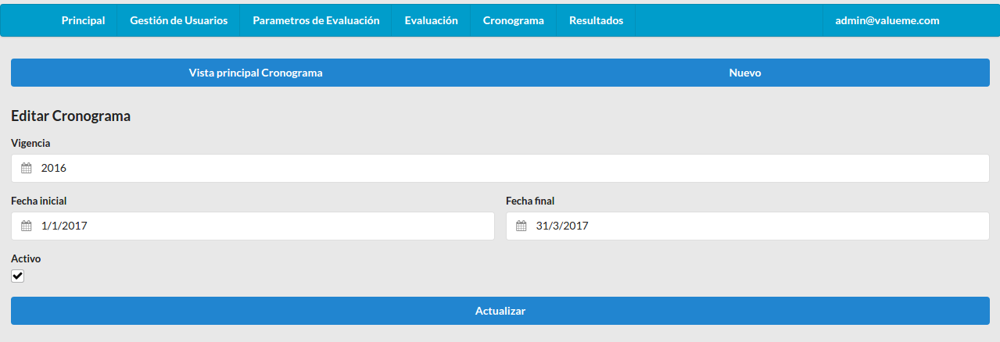 Principal Gestión de Usuarios Parametros de Evaluación Evaluación Cronograma Resultados admin@valueme.com
Vista principal Cronograma Nuevo
Editar Cronograma
Vigencia
2016
Fecha inicial Fecha final
1/1/2017 31/3/2017
Activo
Actualizar